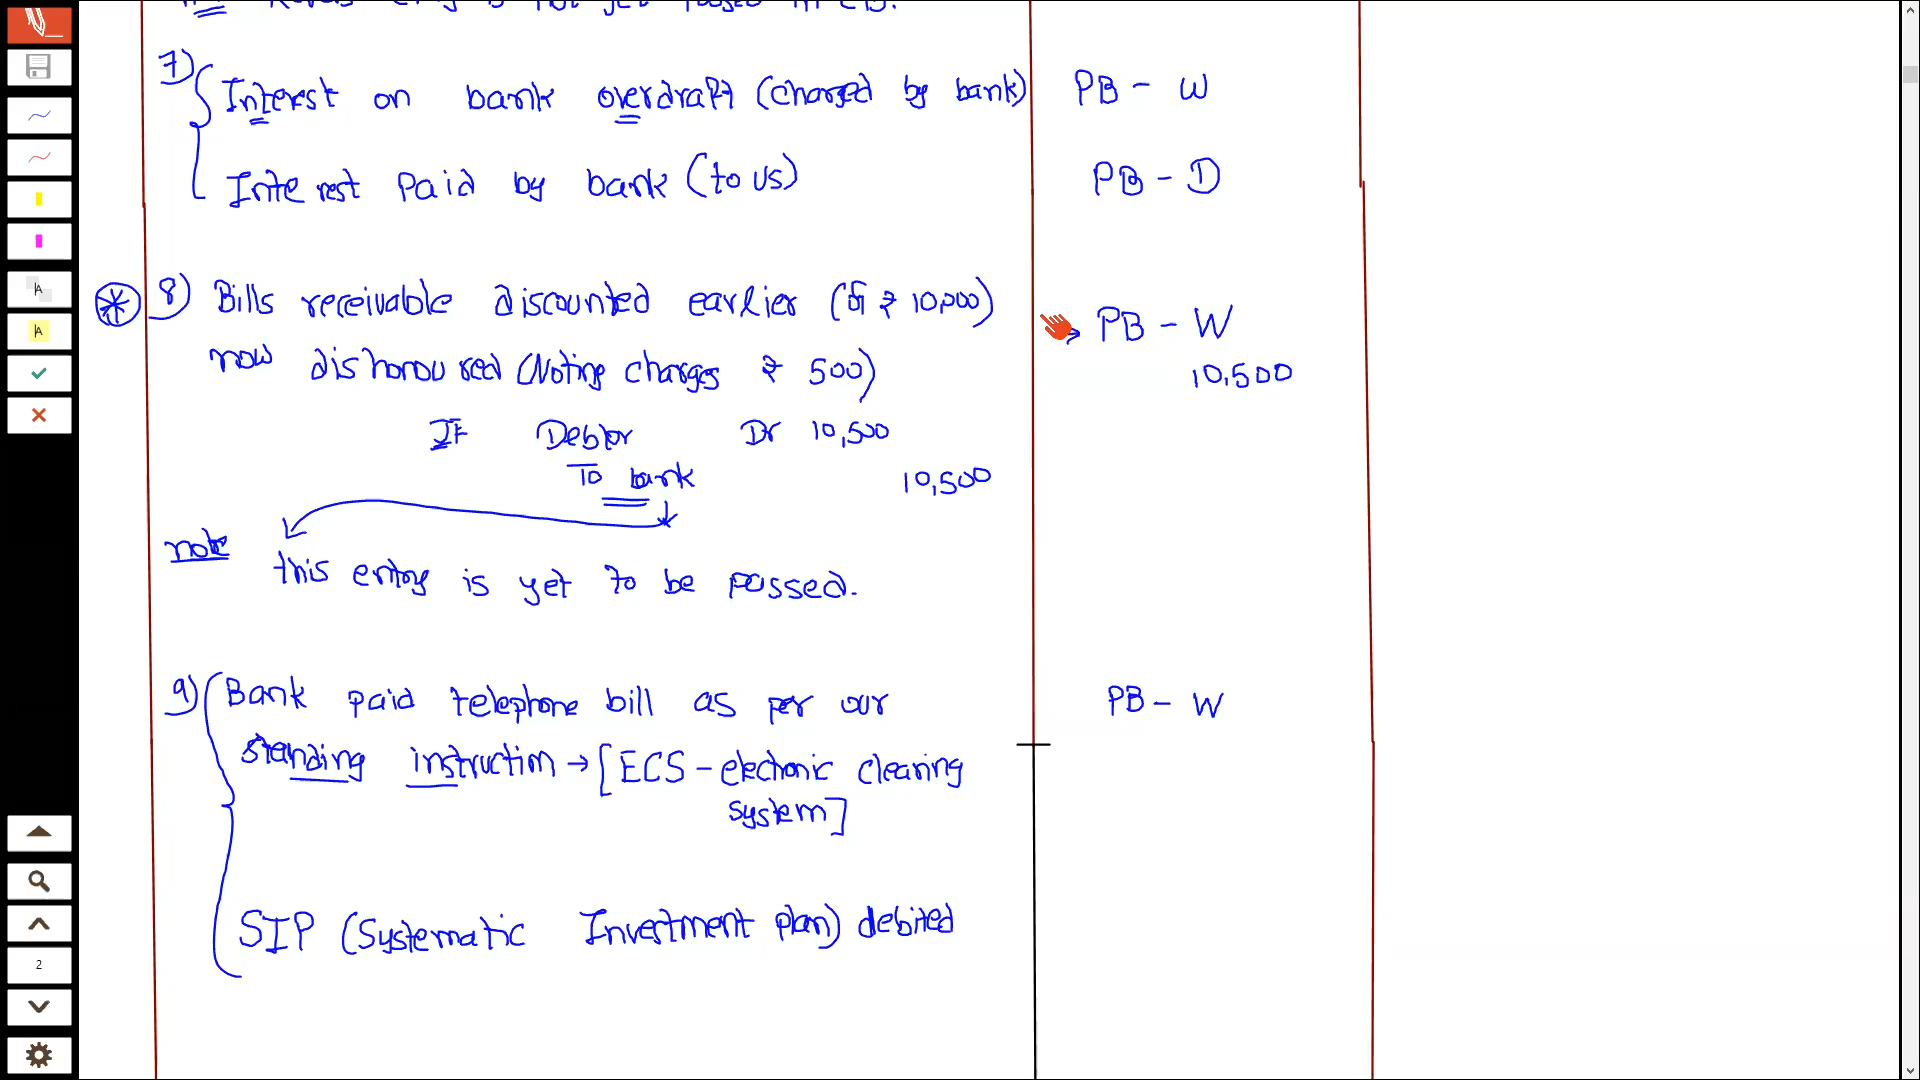 7) Interest on bank overdraft (charged by bank) PB - W
Interest Paid by bank (to us) PB - D
8) Bills receivable discounted earlier (of ₹ 10,000) → PB - W
now dishonoured (Noting charges ₹ 500) 10,500
If Debtor Dr 10,500
To bank 10,500
note
this entry is yet to be passed.
9) Bank paid telephone bill as per our PB - W
standing instruction → [ECS - electronic clearing
system]
SIP (Systematic Investment plan) debited
2